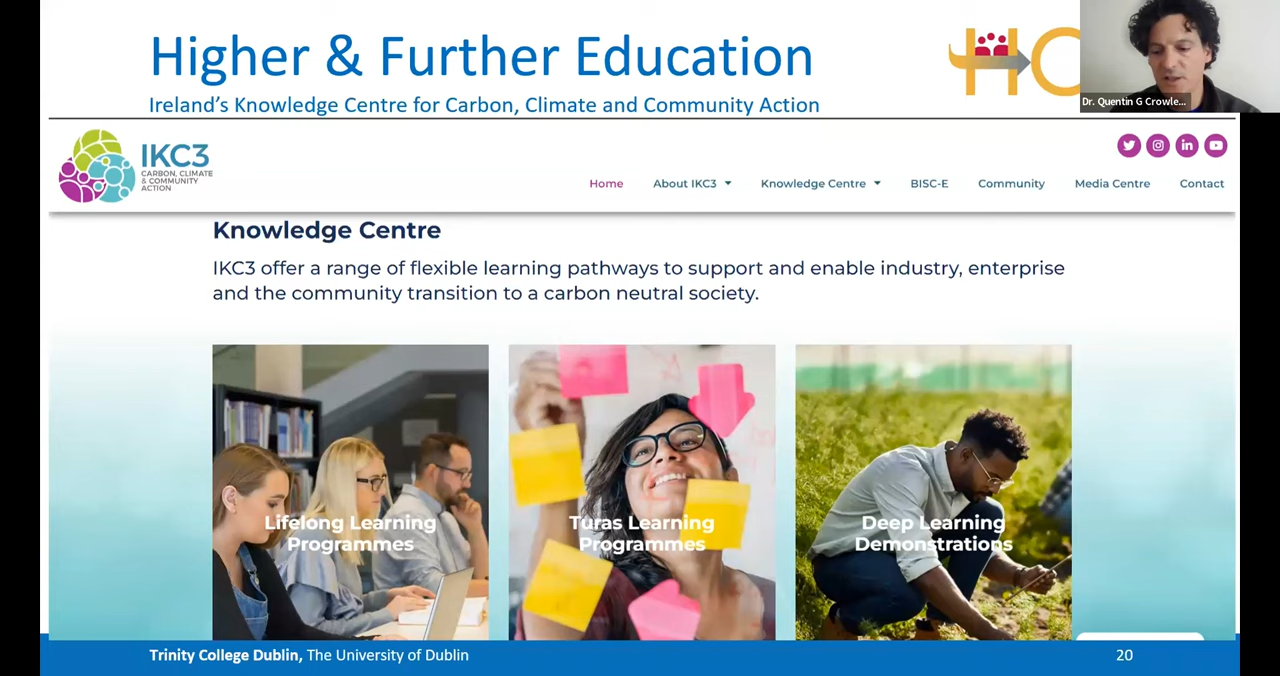 Higher & Further Education
Ireland's Knowledge Centre for Carbon, Climate and Community Action
Dr. Quentin G Crowle...
IKC3
CARBON, CLIMATE
& COMMUNITY
ACTION
Home About IKC3 Knowledge Centre BISC-E Community Media Centre Contact
Knowledge Centre
IKC3 offer a range of flexible learning pathways to support and enable industry, enterprise
and the community transition to a carbon neutral society.
Lifelong Learning
Programmes
Turas Learning
Programmes
Deep Learning
Demonstrations
Trinity College Dublin, The University of Dublin
20